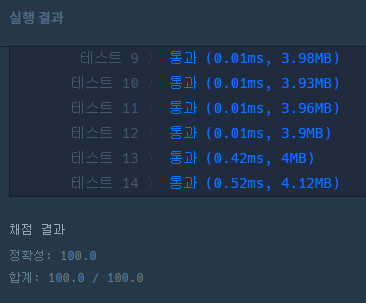 실행 결과
테스트 9 〉 통과 (0.01ms, 3.98MB)
테스트 10 〉 통과 (0.01ms, 3.93MB)
테스트 11 〉 통과 (0.01ms, 3.96MB)
테스트 12 〉 통과 (0.01ms, 3.9MB)
테스트 13 〉 통과 (0.42ms, 4MB)
테스트 14 〉 통과 (0.52ms, 4.12MB)
채점 결과
정확성: 100.0
합계: 100.0 / 100.0